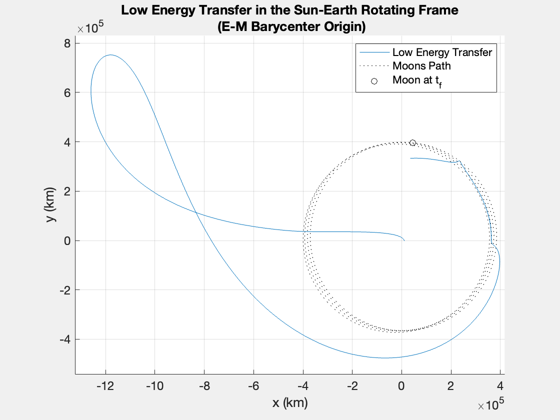 Low Energy Transfer in the Sun-Earth Rotating Frame
(E-M Barycenter Origin)
×10⁵
8
6
4
2
0
-2
-4
y (km)
Low Energy Transfer
Moons Path
Moon at t_f
-12 -10 -8 -6 -4 -2 0 2 4
x (km)
×10⁵